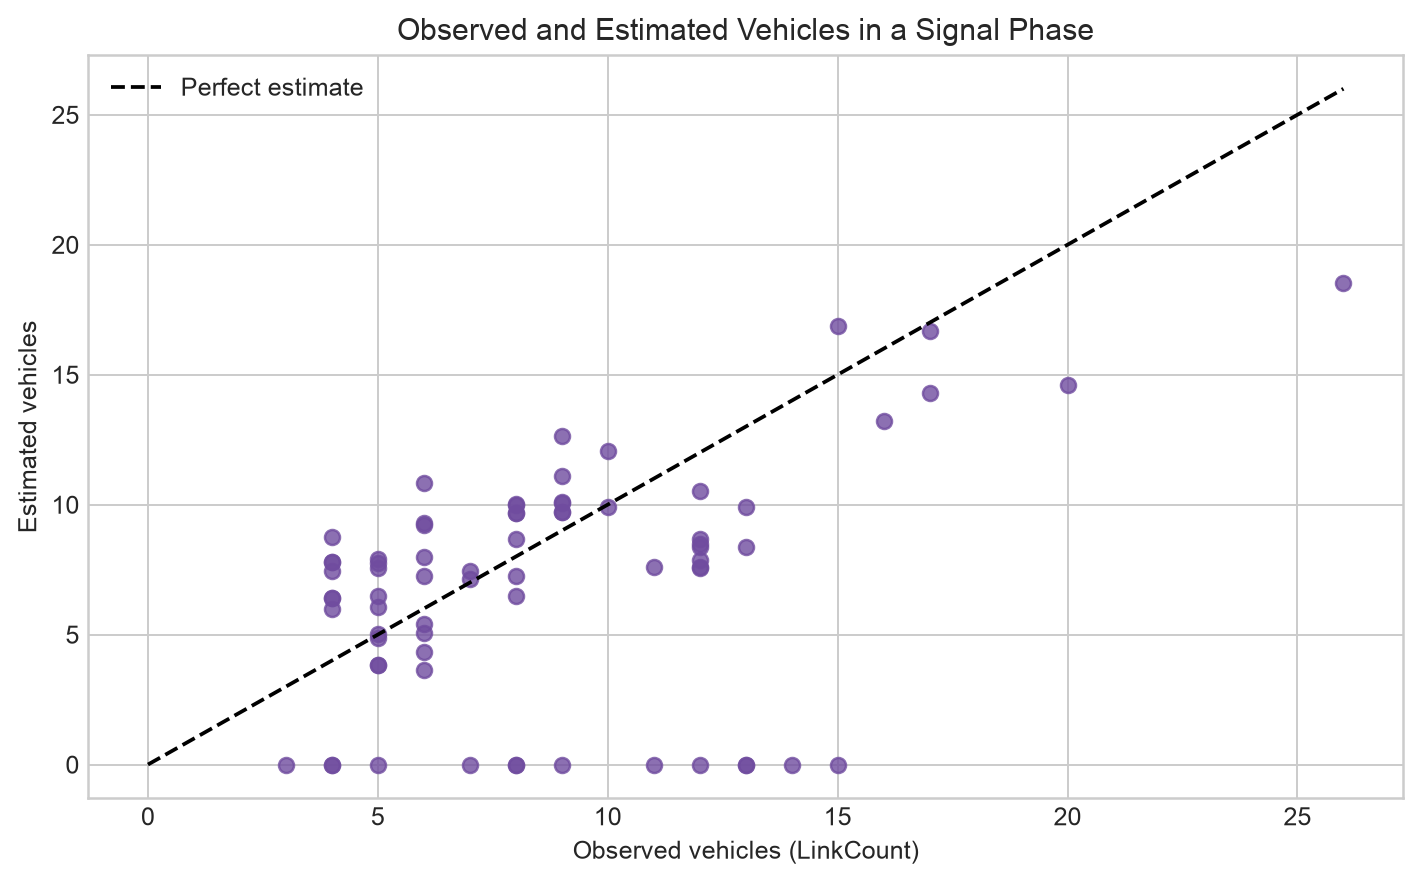 Observed and Estimated Vehicles in a Signal Phase
Perfect estimate
25
20
15
10
5
0
Estimated vehicles
0 5 10 15 20 25
Observed vehicles (LinkCount)